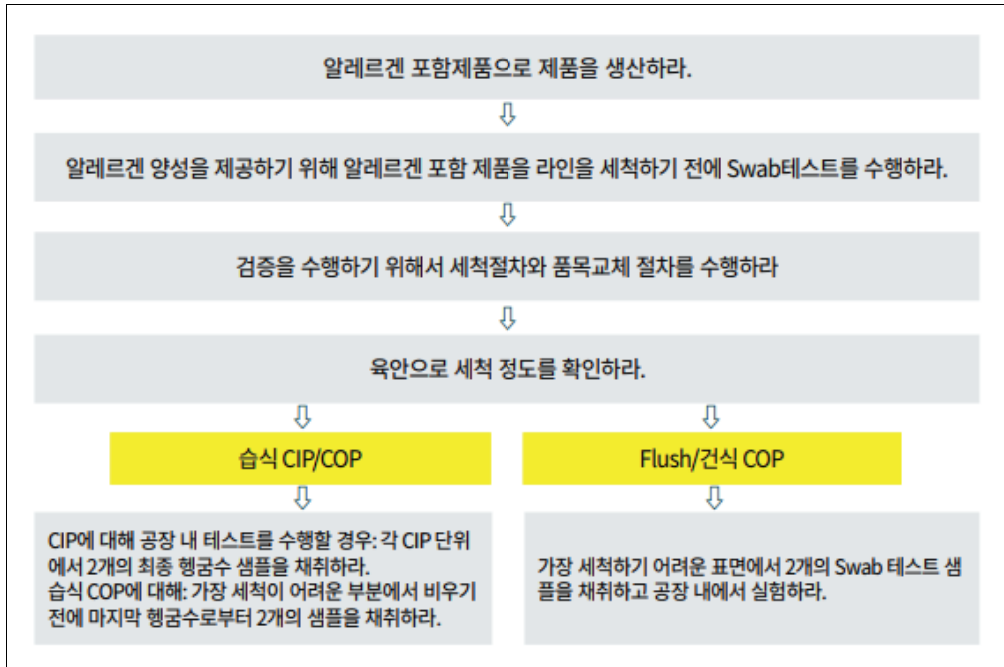 알레르겐 포함제품으로 제품을 생산하라.
알레르겐 양성을 제공하기 위해 알레르겐 포함 제품을 라인을 세척하기 전에 Swab테스트를 수행하라.
검증을 수행하기 위해서 세척절차와 품목교체 절차를 수행하라
육안으로 세척 정도를 확인하라.
습식 CIP/COP
Flush/건식 COP
CIP에 대해 공장 내 테스트를 수행할 경우: 각 CIP 단위
에서 2개의 최종 헹굼수 샘플을 채취하라.
습식 COP에 대해: 가장 세척이 어려운 부분에서 비우기
전에 마지막 헹굼수로부터 2개의 샘플을 채취하라.
가장 세척하기 어려운 표면에서 2개의 Swab 테스트 샘
플을 채취하고 공장 내에서 실험하라.